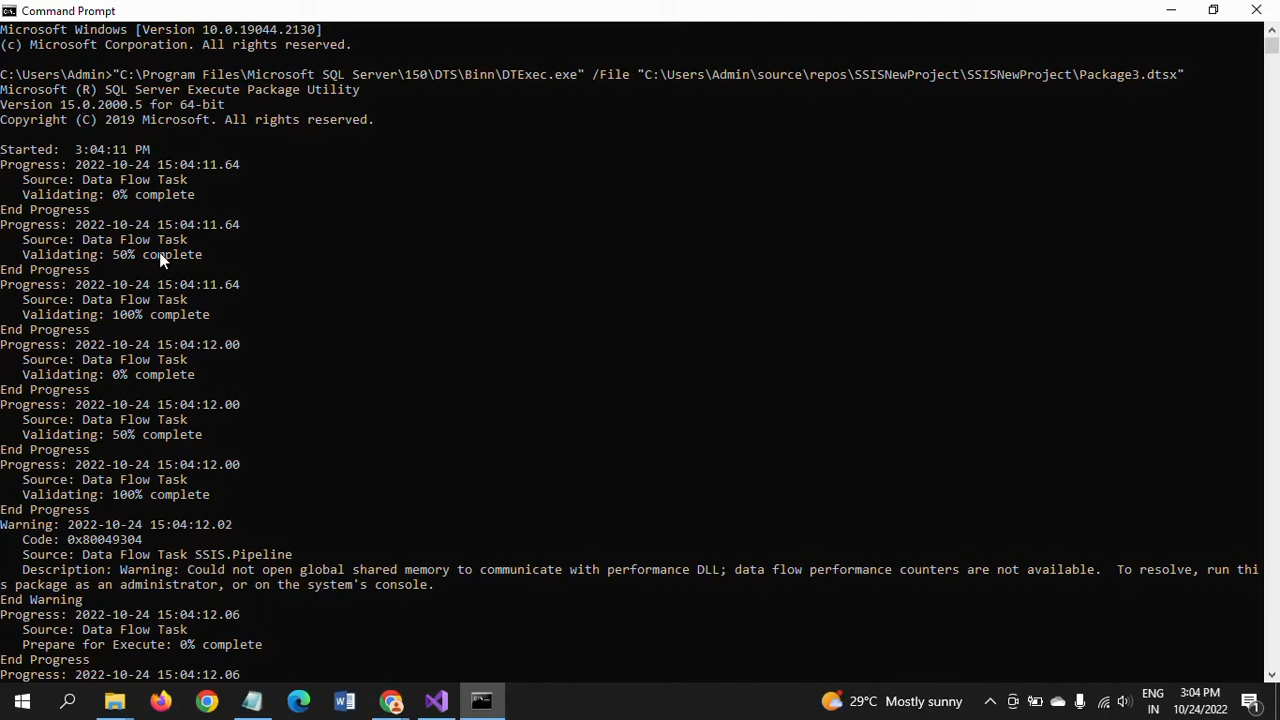 Command Prompt
Microsoft Windows [Version 10.0.19044.2130]
(c) Microsoft Corporation. All rights reserved.
C:\Users\Admin>"C:\Program Files\Microsoft SQL Server\150\DTS\Binn\DTExec.exe" /File "C:\Users\Admin\source\repos\SSISNewProject\SSISNewProject\Package3.dtsx"
Microsoft (R) SQL Server Execute Package Utility
Version 15.0.2000.5 for 64-bit
Copyright (C) 2019 Microsoft. All rights reserved.
Started:  3:04:11 PM
Progress: 2022-10-24 15:04:11.64
   Source: Data Flow Task
   Validating: 0% complete
End Progress
Progress: 2022-10-24 15:04:11.64
   Source: Data Flow Task
   Validating: 50% complete
End Progress
Progress: 2022-10-24 15:04:11.64
   Source: Data Flow Task
   Validating: 100% complete
End Progress
Progress: 2022-10-24 15:04:12.00
   Source: Data Flow Task
   Validating: 0% complete
End Progress
Progress: 2022-10-24 15:04:12.00
   Source: Data Flow Task
   Validating: 50% complete
End Progress
Progress: 2022-10-24 15:04:12.00
   Source: Data Flow Task
   Validating: 100% complete
End Progress
Warning: 2022-10-24 15:04:12.02
   Code: 0x80049304
   Source: Data Flow Task SSIS.Pipeline
   Description: Warning: Could not open global shared memory to communicate with performance DLL; data flow performance counters are not available.  To resolve, run thi
s package as an administrator, or on the system's console.
End Warning
Progress: 2022-10-24 15:04:12.06
   Source: Data Flow Task
   Prepare for Execute: 0% complete
End Progress
Progress: 2022-10-24 15:04:12.06
29°C Mostly sunny
ENG
IN
3:04 PM
10/24/2022
1